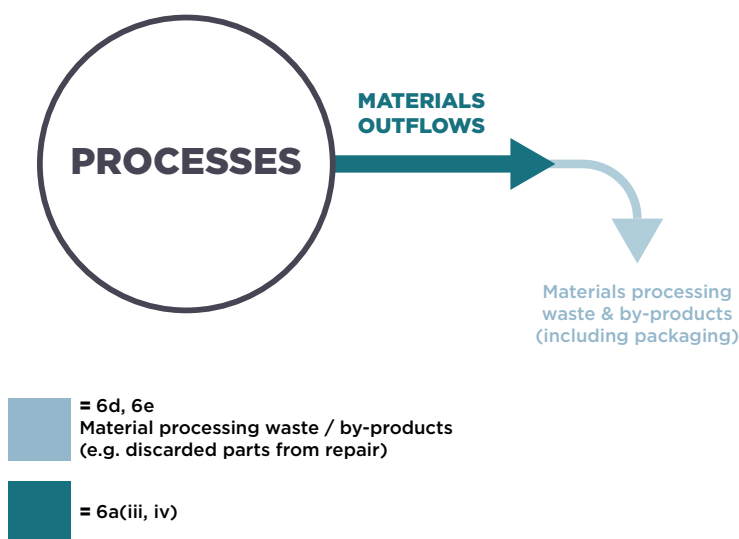 MATERIALS
OUTFLOWS
PROCESSES
Materials processing
waste & by-products
(including packaging)
= 6d, 6e
Material processing waste / by-products
(e.g. discarded parts from repair)
= 6a(iii, iv)